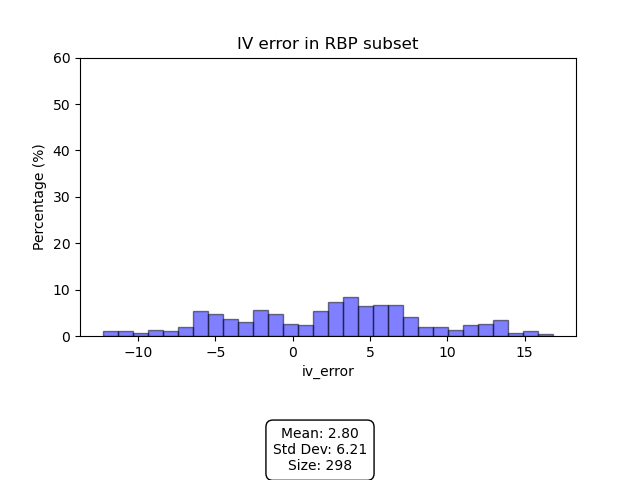 IV error in RBP subset
60
50
40
30
20
10
0
Percentage (%)
−10
−5
0
5
10
15
iv_error
Mean: 2.80
Std Dev: 6.21
Size: 298